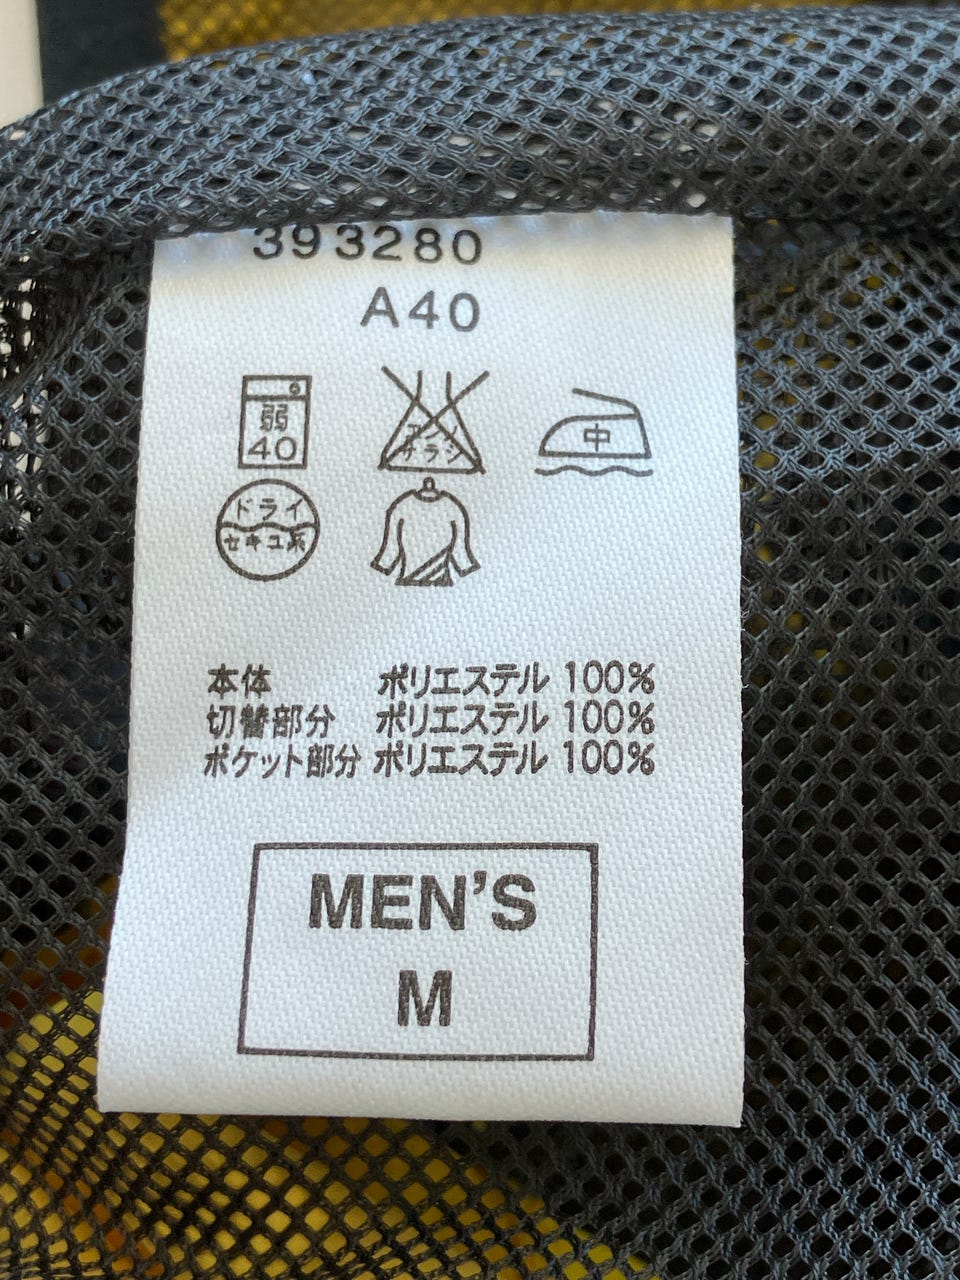 393280
A40
弱
40
エンソ
サラシ
中
ドライ
セキユ系
本体 ポリエステル 100%
切替部分 ポリエステル 100%
ポケット部分 ポリエステル 100%
MEN'S
M